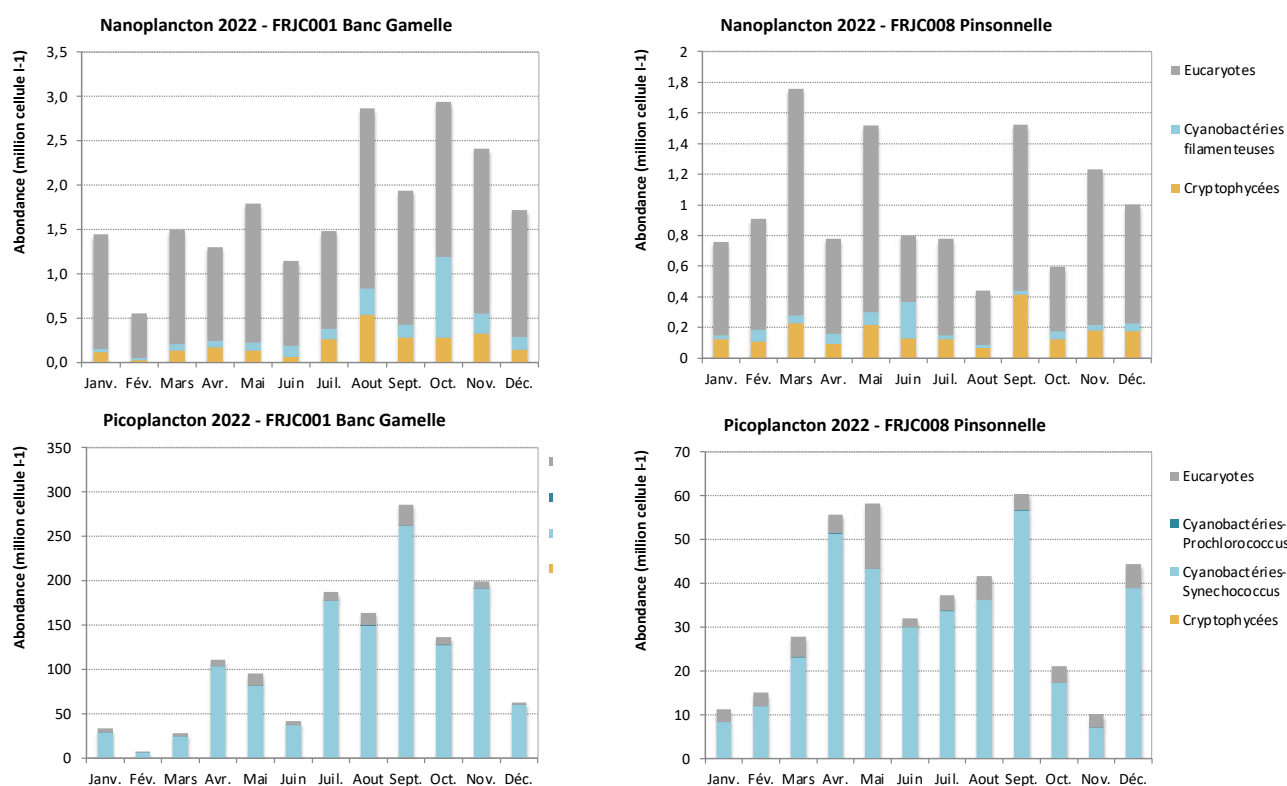 Nanoplancton 2022 - FRJC001 Banc Gamelle
Abondance (million cellule l-1)
3,5
3,0
2,5
2,0
1,5
1,0
0,5
0,0
Janv. Fév. Mars Avr. Mai Juin Juil. Aout Sept. Oct. Nov. Déc.
Nanoplancton 2022 - FRJC008 Pinsonnelle
Abondance (million cellule l-1)
2
1,8
1,6
1,4
1,2
1
0,8
0,6
0,4
0,2
0
Janv. Fév. Mars Avr. Mai Juin Juil. Aout Sept. Oct. Nov. Déc.
Eucaryotes
Cyanobactéries
filamenteuses
Cryptophycées
Picoplancton 2022 - FRJC001 Banc Gamelle
Abondance (million cellule l-1)
350
300
250
200
150
100
50
0
Janv. Fév. Mars Avr. Mai Juin Juil. Aout Sept. Oct. Nov. Déc.
Picoplancton 2022 - FRJC008 Pinsonnelle
Abondance (million cellule l-1)
70
60
50
40
30
20
10
0
Janv. Fév. Mars Avr. Mai Juin Juil. Aout Sept. Oct. Nov. Déc.
Eucaryotes
Cyanobactéries-
Prochlorococcus
Cyanobactéries-
Synechococcus
Cryptophycées